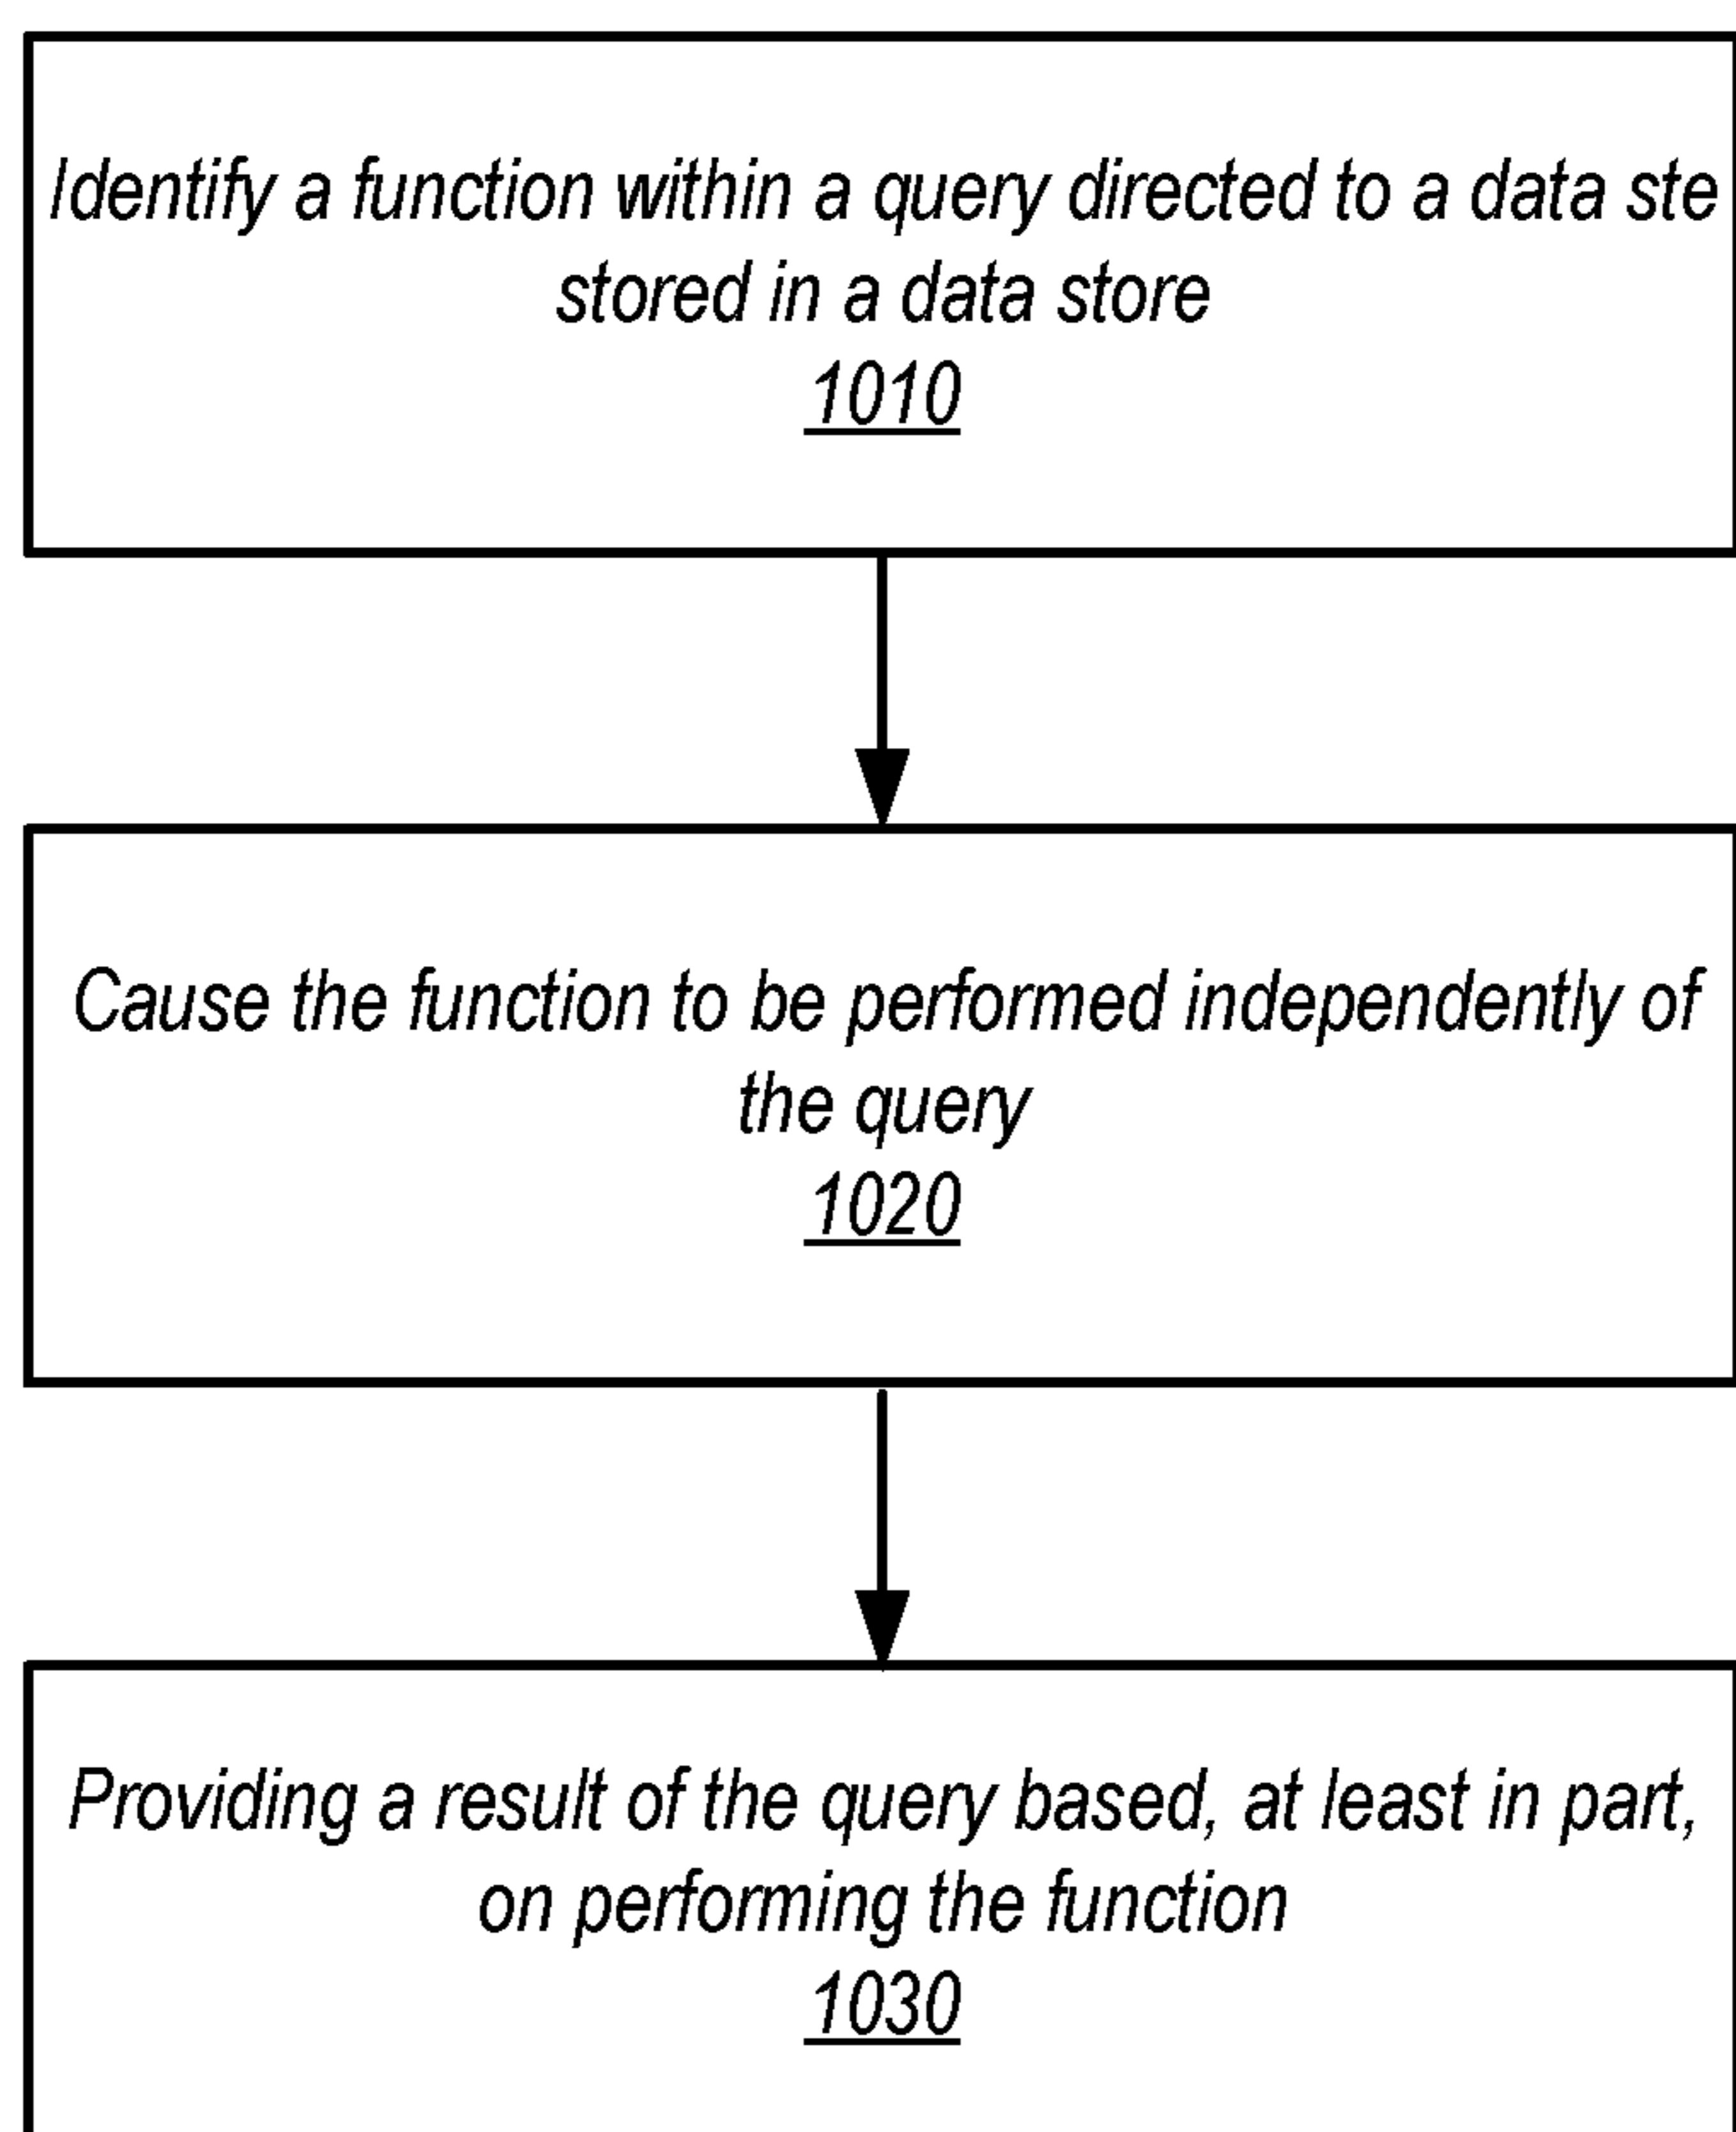 Identify a function within a query directed to a data ste
stored in a data store
1010
Cause the function to be performed independently of
the query
1020
Providing a result of the query based, at least in part,
on performing the function
1030